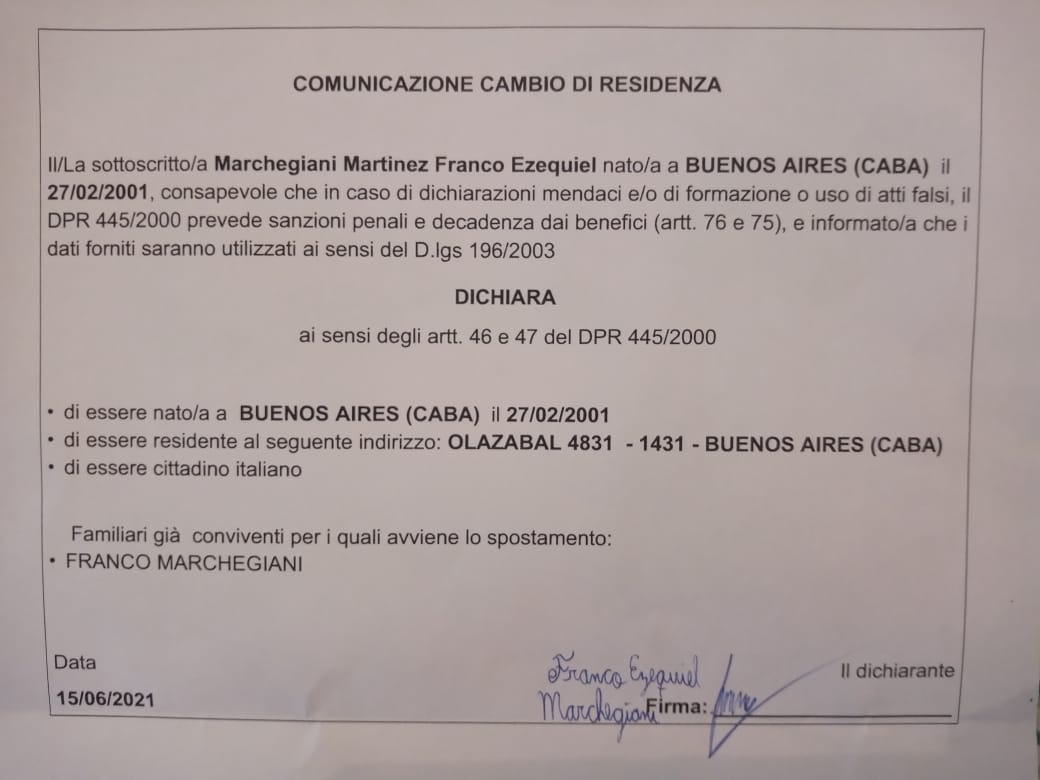 COMUNICAZIONE CAMBIO DI RESIDENZA
Il/La sottoscritto/a Marchegiani Martinez Franco Ezequiel nato/a a BUENOS AIRES (CABA) il
27/02/2001, consapevole che in caso di dichiarazioni mendaci e/o di formazione o uso di atti falsi, il
DPR 445/2000 prevede sanzioni penali e decadenza dai benefici (artt. 76 e 75), e informato/a che i
dati forniti saranno utilizzati ai sensi del D.lgs 196/2003
DICHIARA
ai sensi degli artt. 46 e 47 del DPR 445/2000
• di essere nato/a a BUENOS AIRES (CABA) il 27/02/2001
• di essere residente al seguente indirizzo: OLAZABAL 4831 - 1431 - BUENOS AIRES (CABA)
• di essere cittadino italiano
Familiari già conviventi per i quali avviene lo spostamento:
• FRANCO MARCHEGIANI
Data
15/06/2021
Il dichiarante
Franco Ezequiel
Marchegiani
Firma: